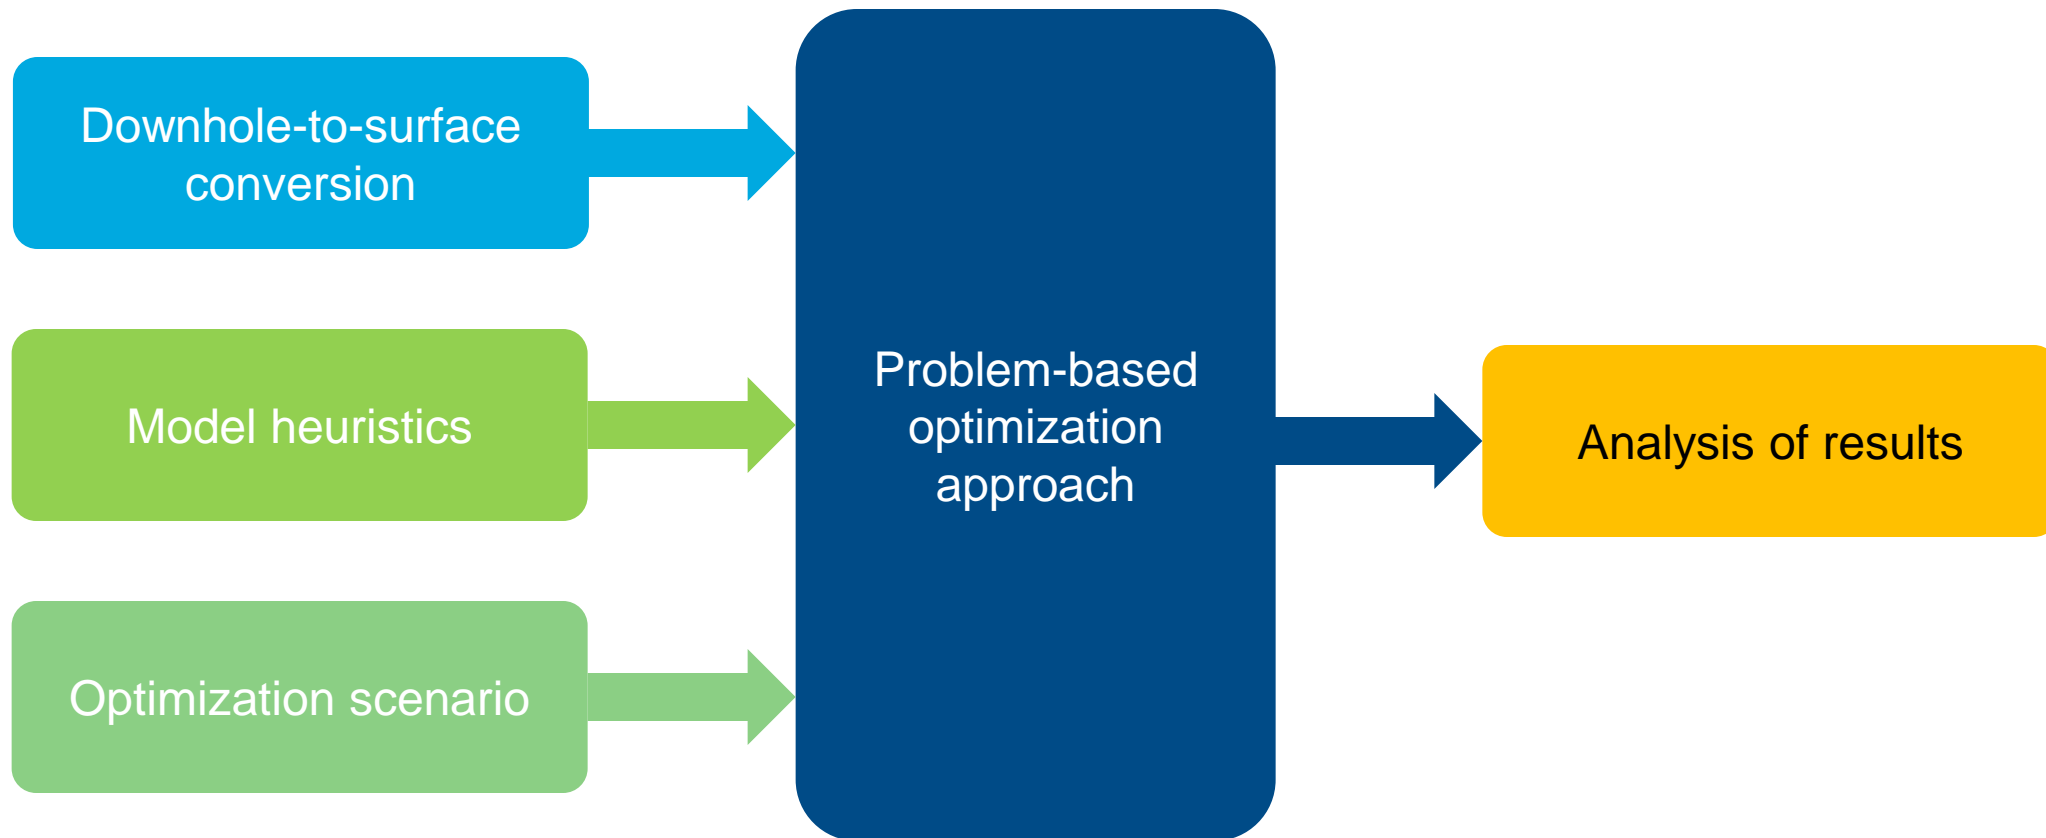 Downhole-to-surface
conversion
Model heuristics
Optimization scenario
Problem-based
optimization
approach
Analysis of results